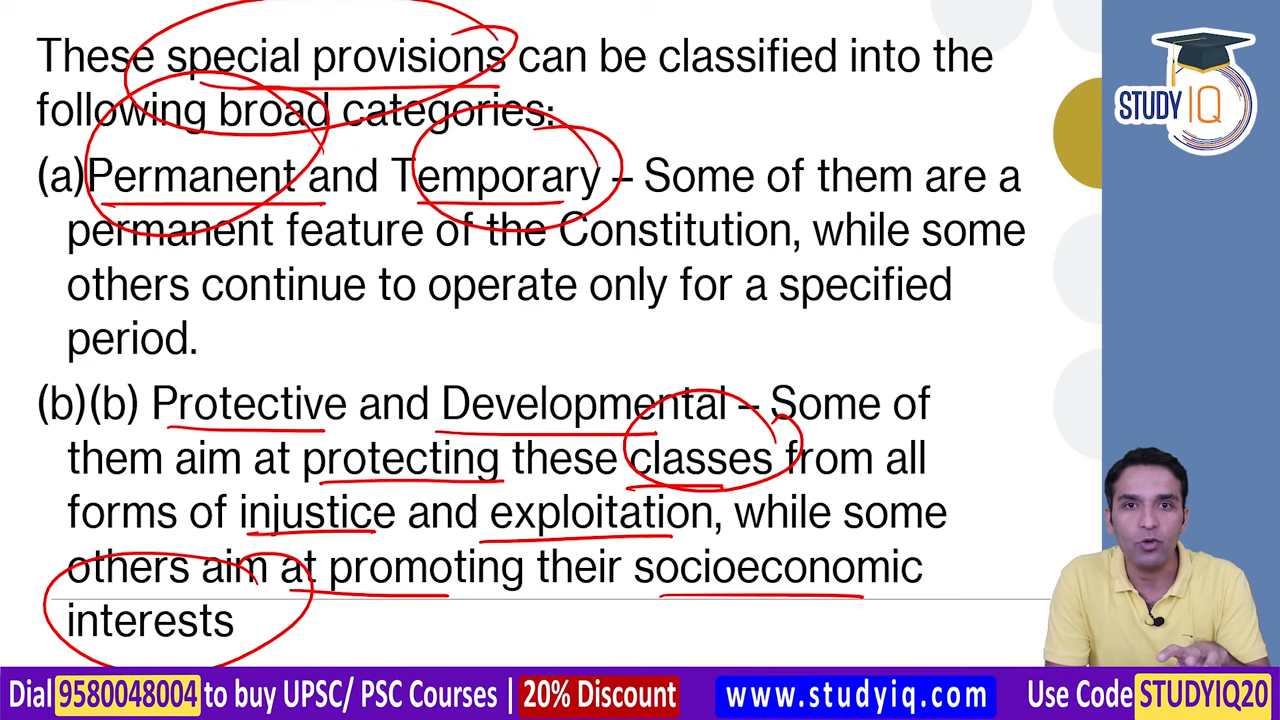 These special provisions can be classified into the
following broad categories:
(a)Permanent and Temporary – Some of them are a
permanent feature of the Constitution, while some
others continue to operate only for a specified
period.
(b)(b) Protective and Developmental – Some of
them aim at protecting these classes from all
forms of injustice and exploitation, while some
others aim at promoting their socioeconomic
interests
STUDY IQ
Dial 9580048004 to buy UPSC/ PSC Courses | 20% Discount www.studyiq.com Use Code STUDYIQ20